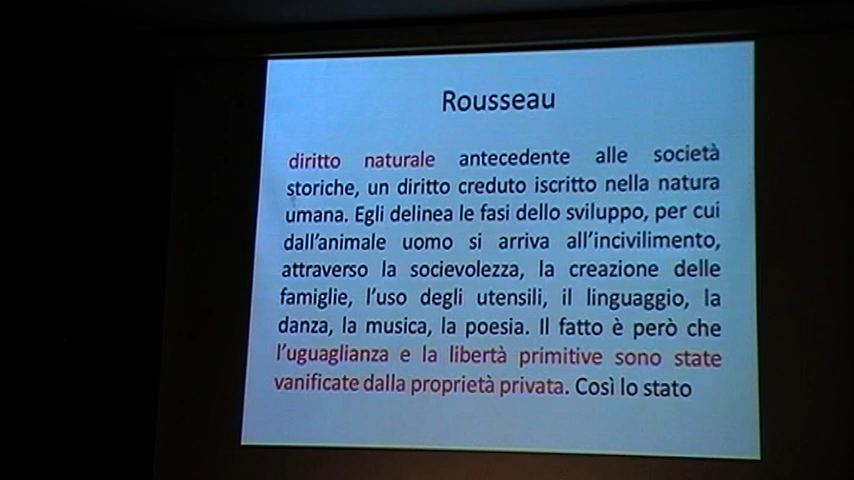 Rousseau
diritto naturale antecedente alle società
storiche, un diritto creduto iscritto nella natura
umana. Egli delinea le fasi dello sviluppo, per cui
dall'animale uomo si arriva all'incivilimento,
attraverso la socievolezza, la creazione delle
famiglie, l'uso degli utensili, il linguaggio, la
danza, la musica, la poesia. Il fatto è però che
l'uguaglianza e la libertà primitive sono state
vanificate dalla proprietà privata. Così lo stato